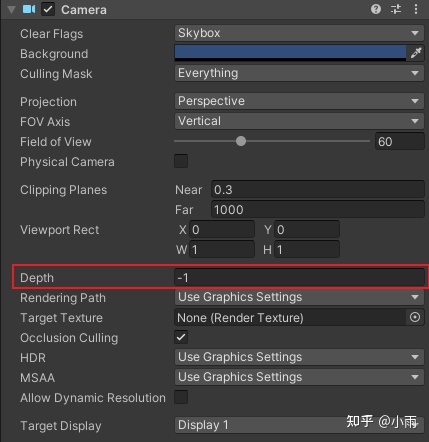 Camera
Clear Flags Skybox
Background
Culling Mask Everything
Projection Perspective
FOV Axis Vertical
Field of View 60
Physical Camera
Clipping Planes Near 0.3
Far 1000
Viewport Rect X 0 Y 0
W 1 H 1
Depth -1
Rendering Path Use Graphics Settings
Target Texture None (Render Texture)
Occlusion Culling
HDR Use Graphics Settings
MSAA Use Graphics Settings
Allow Dynamic Resolution
Target Display Display 1
知乎 @小雨